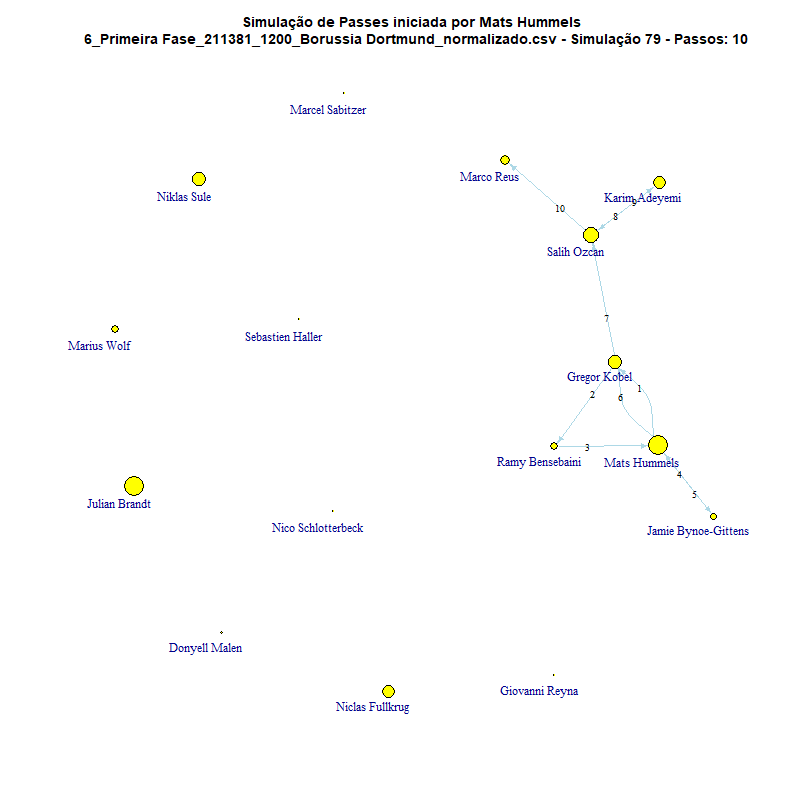 Simulação de Passes iniciada por Mats Hummels
6_Primeira Fase_211381_1200_Borussia Dortmund_normalizado.csv - Simulação 79 - Passos: 10
Marcel Sabitzer
Marco Reus
Niklas Sule
Karim Adeyemi
9
10
8
Salih Ozcan
7
Sebastien Haller
Marius Wolf
Gregor Kobel
1
2
6
3
Ramy Bensebaini
Mats Hummels
4
5
Julian Brandt
Nico Schlotterbeck
Jamie Bynoe-Gittens
Donyell Malen
Giovanni Reyna
Niclas Fullkrug